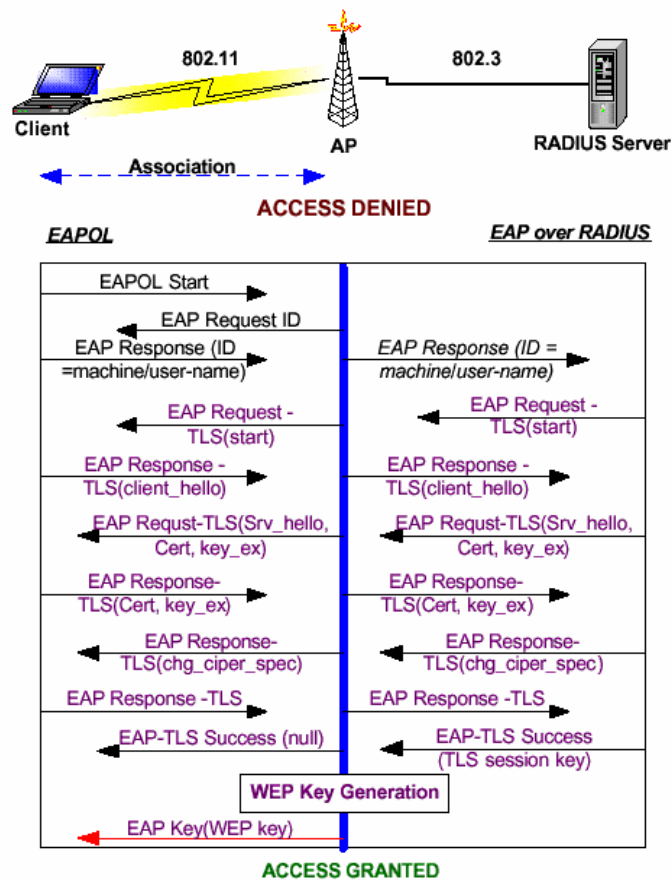 802.11
802.3
Client
AP
RADIUS Server
Association
ACCESS DENIED
EAPOL
EAP over RADIUS
EAPOL Start
EAP Request ID
EAP Response (ID
=machine/user-name)
EAP Response (ID =
machine/user-name)
EAP Request -
TLS(start)
EAP Request -
TLS(start)
EAP Response -
TLS(client_hello)
EAP Response -
TLS(client_hello)
EAP Requst-TLS(Srv_hello,
Cert, key_ex)
EAP Requst-TLS(Srv_hello,
Cert, key_ex)
EAP Response-
TLS(Cert, key_ex)
EAP Response-
TLS(Cert, key_ex)
EAP Response-
TLS(chg_ciper_spec)
EAP Response-
TLS(chg_ciper_spec)
EAP Response -TLS
EAP Response -TLS
EAP-TLS Success (null)
EAP-TLS Success
(TLS session key)
WEP Key Generation
EAP Key(WEP key)
ACCESS GRANTED